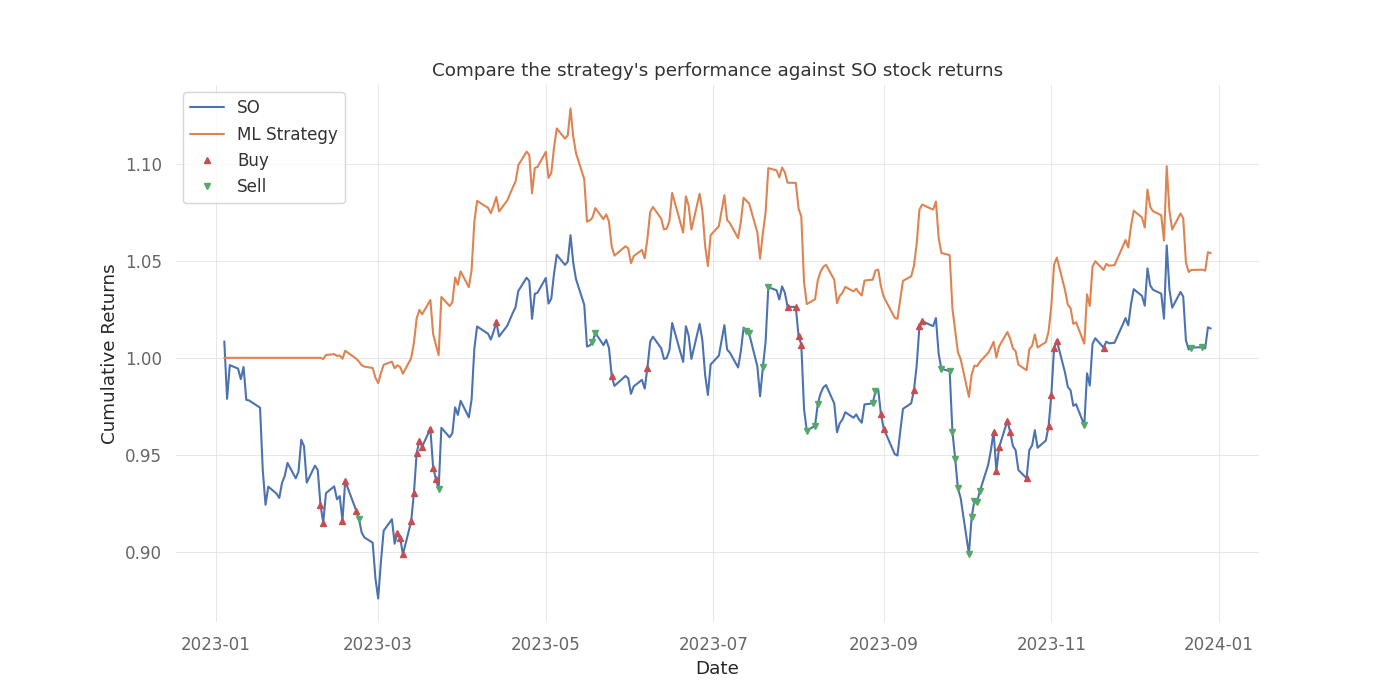 Compare the strategy's performance against SO stock returns
SO
ML Strategy
Buy
Sell
1.10
1.05
1.00
0.95
0.90
Cumulative Returns
2023-01
2023-03
2023-05
2023-07
2023-09
2023-11
2024-01
Date